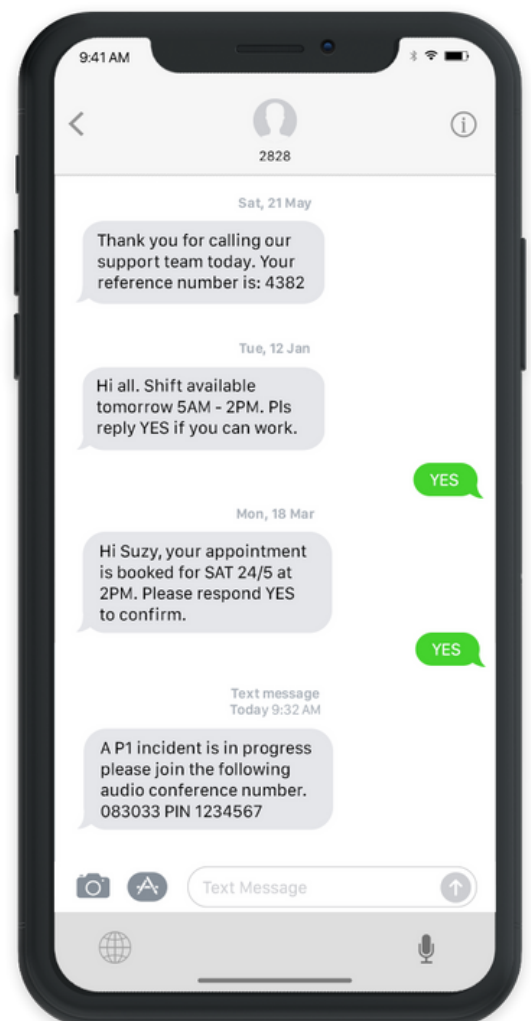 9:41 AM
2828
Sat, 21 May
Thank you for calling our
support team today. Your
reference number is: 4382
Tue, 12 Jan
Hi all. Shift available
tomorrow 5AM - 2PM. Pls
reply YES if you can work.
YES
Mon, 18 Mar
Hi Suzy, your appointment
is booked for SAT 24/5 at
2PM. Please respond YES
to confirm.
YES
Text message
Today 9:32 AM
A P1 incident is in progress
please join the following
audio conference number.
083033 PIN 1234567
Text Message